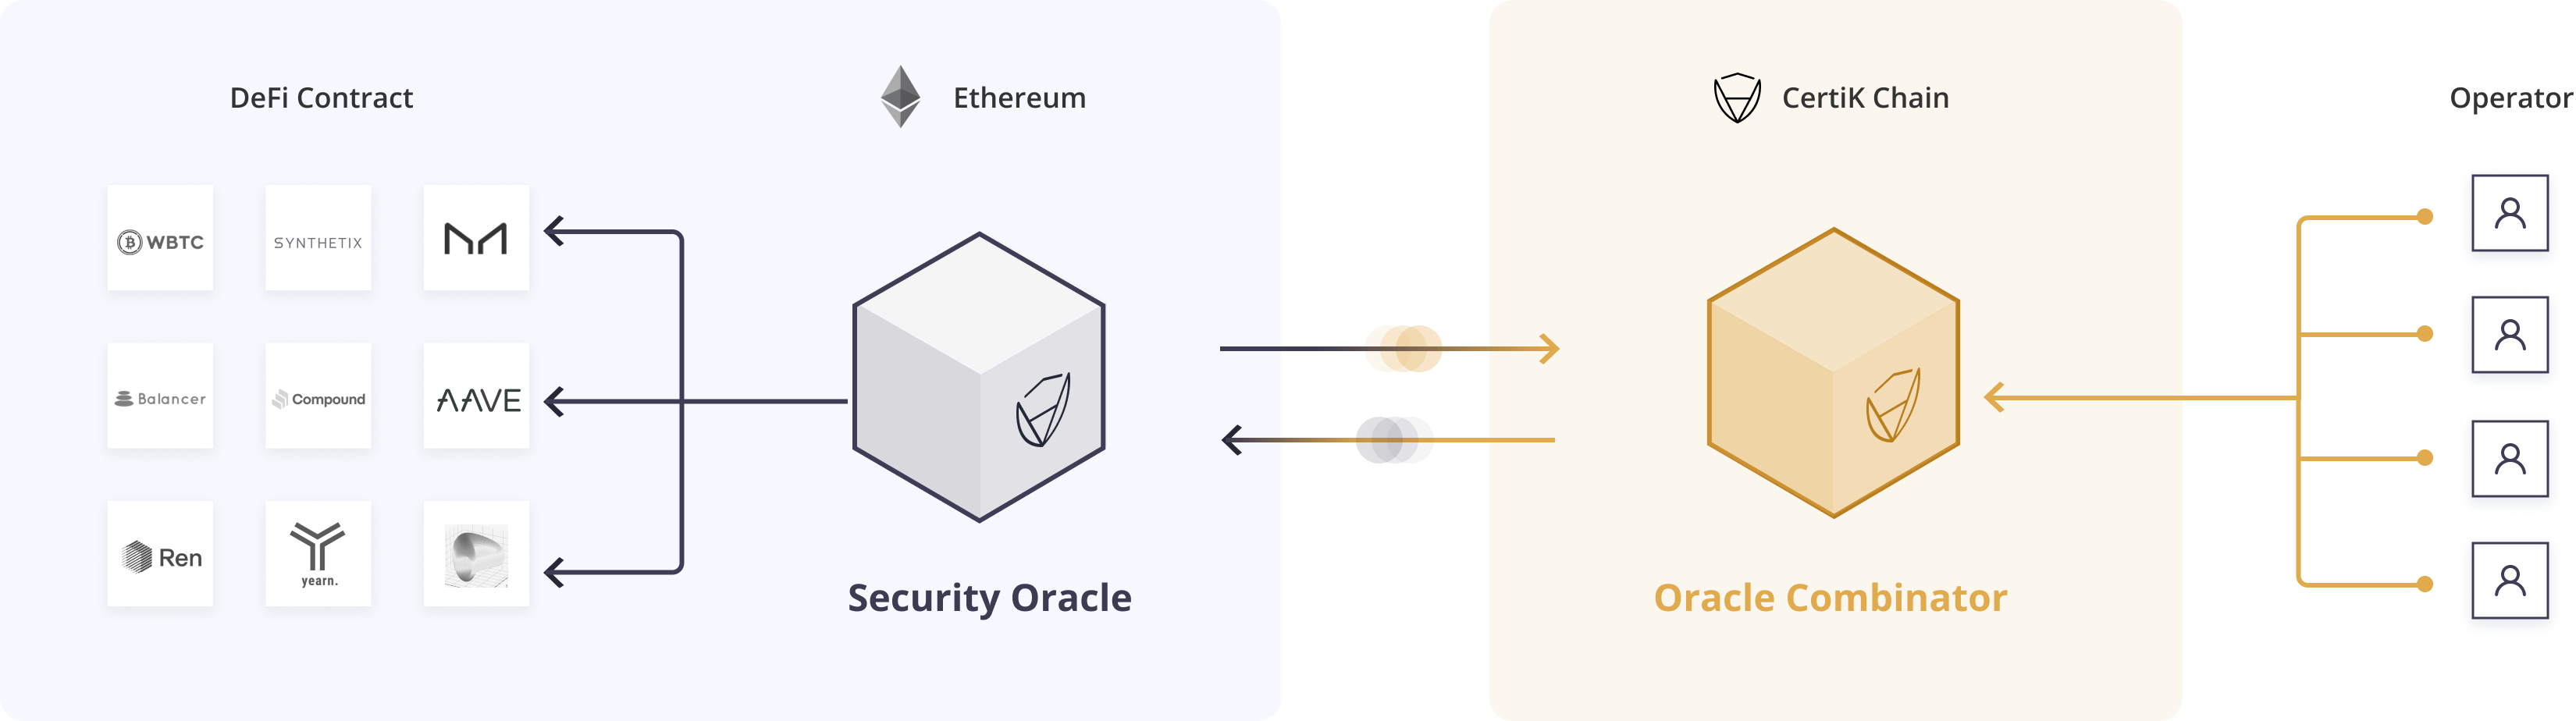 DeFi Contract
Ethereum
CertiK Chain
Operator
WBTC
SYNTHETIX
Balancer
Compound
AAVE
Ren
yearn.
Security Oracle
Oracle Combinator